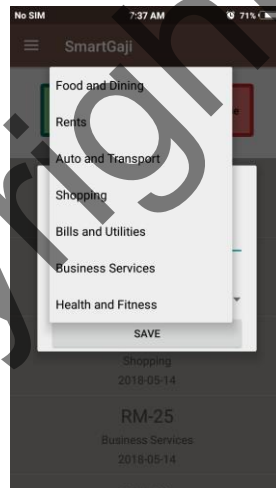 No SIM 7:37 AM 71%
SmartGaji
Food and Dining
Rents
Auto and Transport
Shopping
Bills and Utilities
Business Services
Health and Fitness
SAVE
Shopping
2018-05-14
RM-25
Business Services
2018-05-14